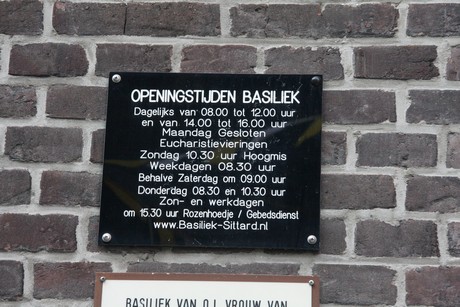 OPENINGSTIJDEN BASILIEK
Dagelijks van 08.00 tot 12.00 uur
en van 14.00 tot 16.00 uur
Maandag Gesloten
Eucharistievieringen
Zondag 10.30 uur Hoogmis
Weekdagen 08.30 uur
Behalve Zaterdag om 09.00 uur
Donderdag 08.30 en 10.30 uur
Zon- en werkdagen
om 15.30 uur Rozenhoedje / Gebedsdienst
www.Basiliek-Sittard.nl
BASILIEK VAN O.L. VROUW VAN